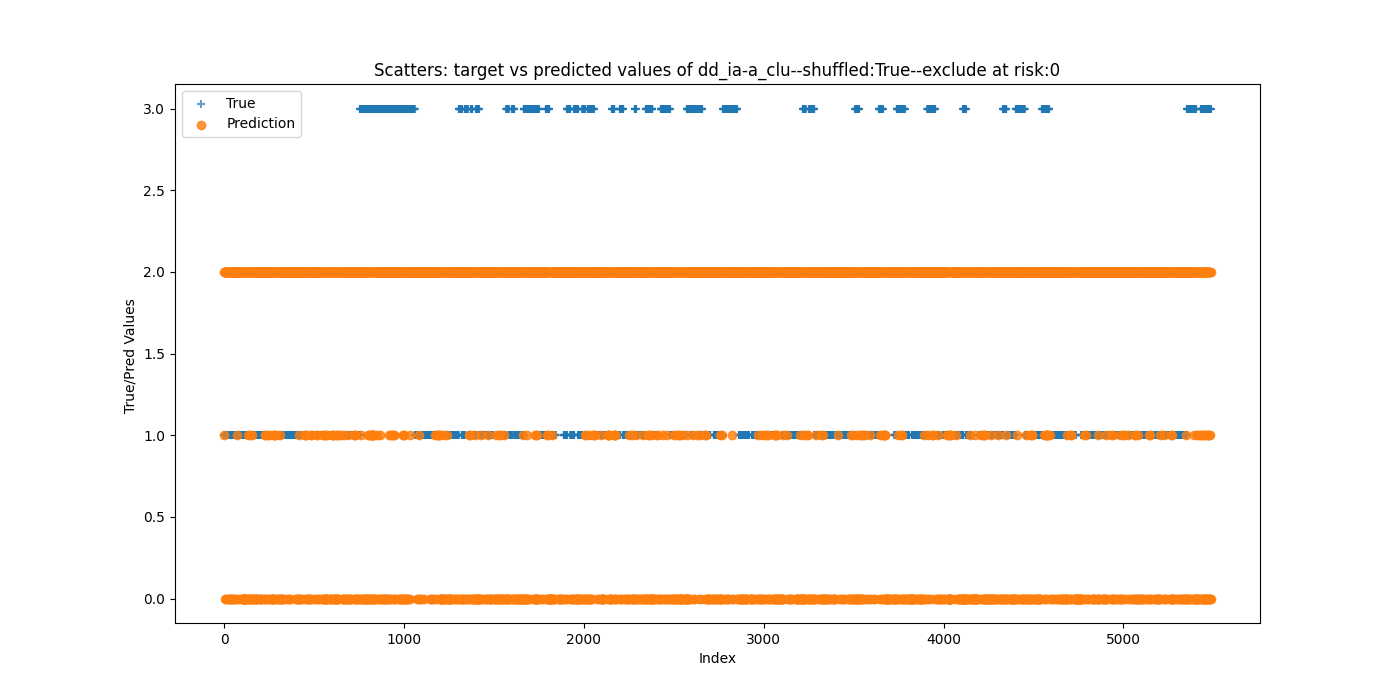 Scatters: target vs predicted values of dd_ia-a_clu--shuffled:True--exclude at risk:0
True
Prediction
3.0
2.5
2.0
1.5
1.0
0.5
0.0
True/Pred Values
0 1000 2000 3000 4000 5000
Index